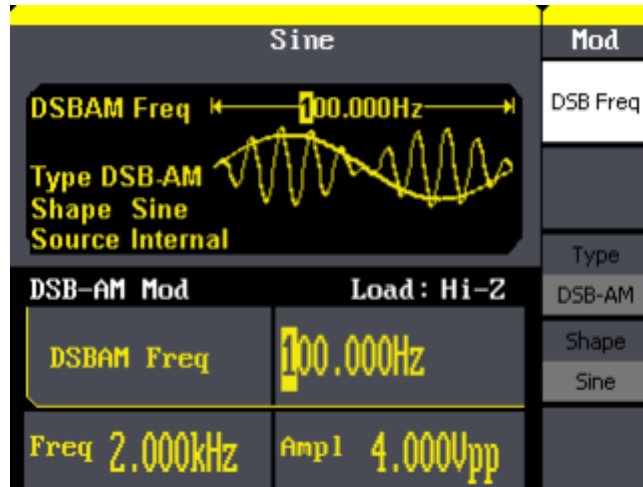 Sine
Mod
DSBAM Freq 100.000Hz
DSB Freq
Type DSB-AM
Shape Sine
Source Internal
Type
DSB-AM
DSB-AM Mod Load: Hi-Z
Shape
Sine
DSBAM Freq 100.000Hz
Freq 2.000kHz Ampl 4.000Vpp